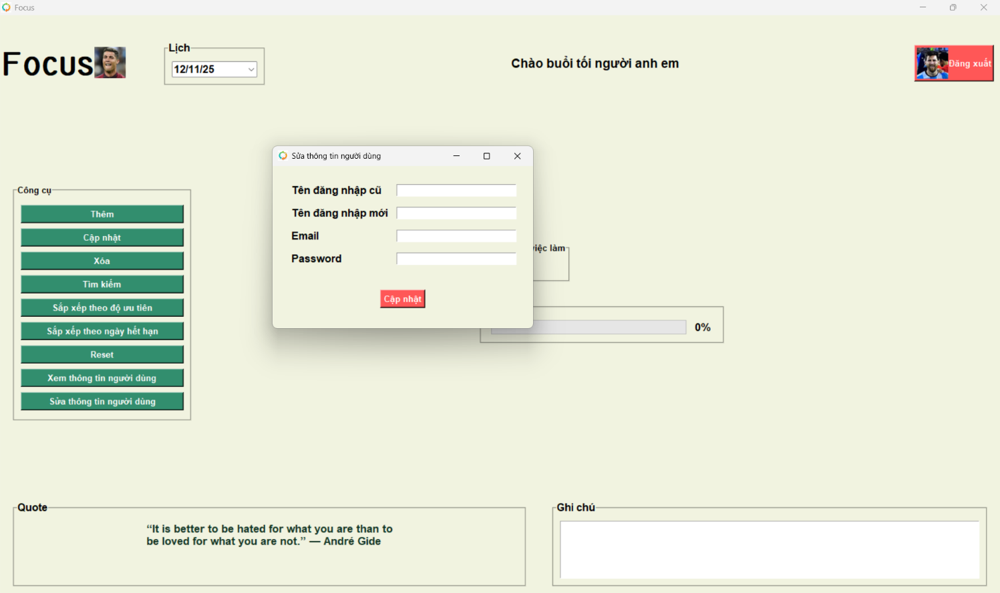 Focus
Focus
Lịch
12/11/25
Chào buổi tối người anh em
Đăng xuất
Công cụ
Thêm
Cập nhật
Xóa
Tìm kiếm
Sắp xếp theo độ ưu tiên
Sắp xếp theo ngày hết hạn
Reset
Xem thông tin người dùng
Sửa thông tin người dùng
Sửa thông tin người dùng
Tên đăng nhập cũ
Tên đăng nhập mới
Email
Password
Cập nhật
làm
0%
Quote
“It is better to be hated for what you are than to
be loved for what you are not.” — André Gide
Ghi chú